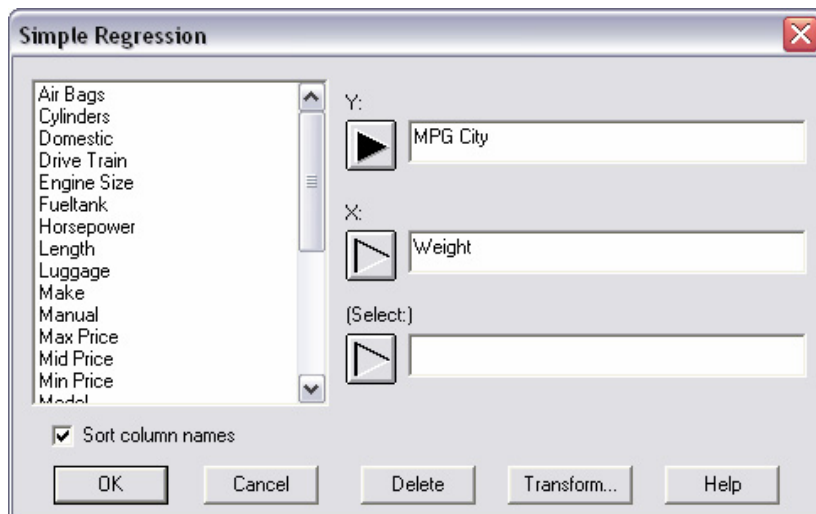 Simple Regression
Air Bags
Cylinders
Domestic
Drive Train
Engine Size
Fueltank
Horsepower
Length
Luggage
Make
Manual
Max Price
Mid Price
Min Price
Model
Y:
MPG City
X:
Weight
(Select:)
Sort column names
OK
Cancel
Delete
Transform...
Help